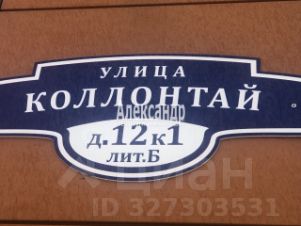 УЛИЦА
КОЛЛОНТАЙ
Александр
д.12к1
лит.Б
ЦИАН
ID 327303531